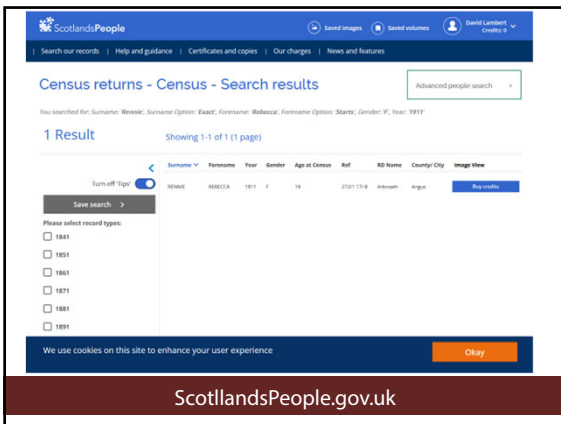 ScotlandsPeople
Saved images
Saved volumes
David Lambert
Credits: 0
| Search our records | Help and guidance | Certificates and copies | Our charges | News and features
Census returns - Census - Search results
Advanced people search >
You searched for: Surname: 'Rennie', Surname Option: 'Exact', Forename: 'Rebecca', Forename Option: 'Starts', Gender: 'F', Year: '1911'
1 Result
Showing 1-1 of 1 (1 page)
Surname Forename Year Gender Age at Census Ref RD Name County/ City Image View
RENNIE REBECCA 1911 F 19 272/1 17/8 Arbroath Angus Buy credits
Turn off 'Tips'
Save search >
Please select record types:
1841
1851
1861
1871
1881
1891
We use cookies on this site to enhance your user experience
Okay
ScotllandsPeople.gov.uk